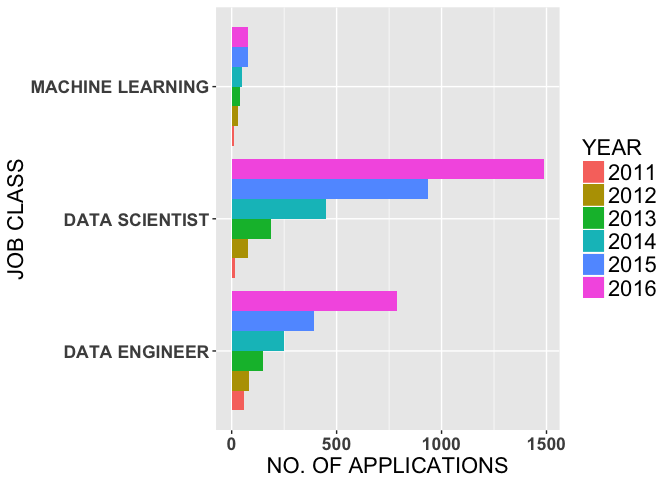 MACHINE LEARNING
DATA SCIENTIST
DATA ENGINEER
JOB CLASS
0 500 1000 1500
NO. OF APPLICATIONS
YEAR
2011
2012
2013
2014
2015
2016